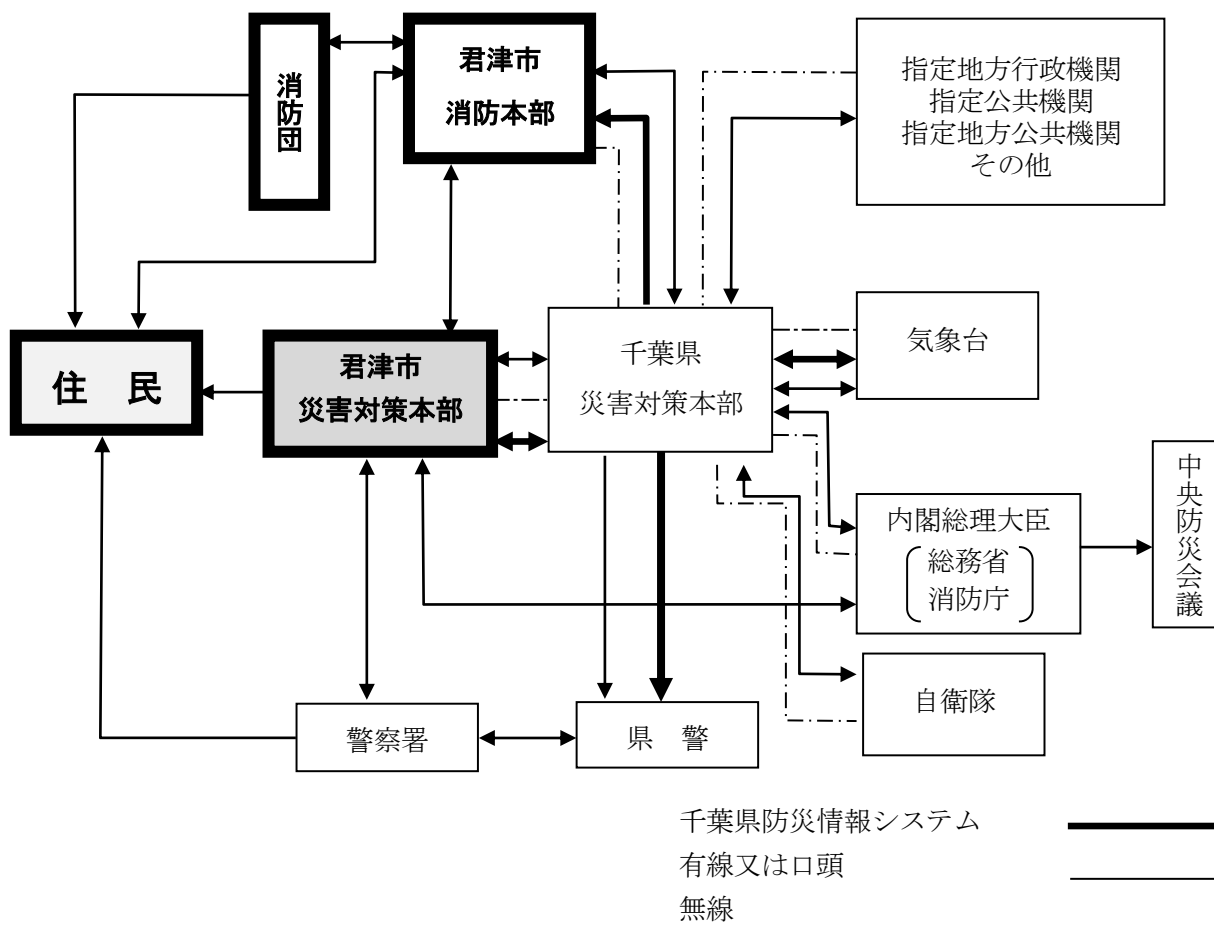 消防団
君津市
消防本部
指定地方行政機関
指定公共機関
指定地方公共機関
その他
住　民
君津市
災害対策本部
千葉県
災害対策本部
気象台
内閣総理大臣
総務省
消防庁
中央防災会議
自衛隊
警察署
県　警
千葉県防災情報システム
有線又は口頭
無線